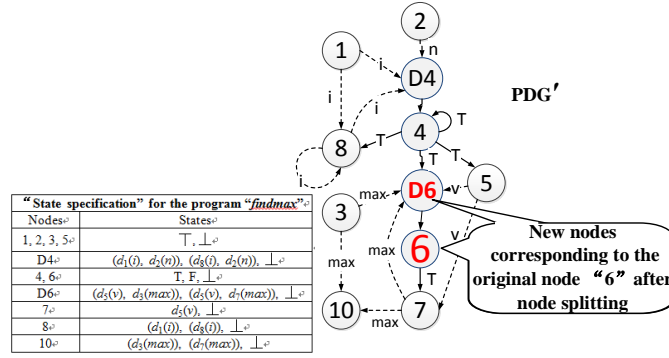 2
1
n
i
D4
PDG′
i
i
T
4
8
T
T
T
i
D6
v
5
3
max
max
v
max
6
New nodes
corresponding to the
original node “6” after
node splitting
T
10
max
7
“State specification” for the program “findmax”
Nodes States
1, 2, 3, 5 ⊤, ⊥
D4 (d1(i), d2(n)), (d8(i), d2(n)), ⊥
4, 6 T, F, ⊥
D6 (d5(v), d3(max)), (d5(v), d7(max)), ⊥
7 d5(v), ⊥
8 (d1(i)), (d8(i)), ⊥
10 (d3(max)), (d7(max)), ⊥